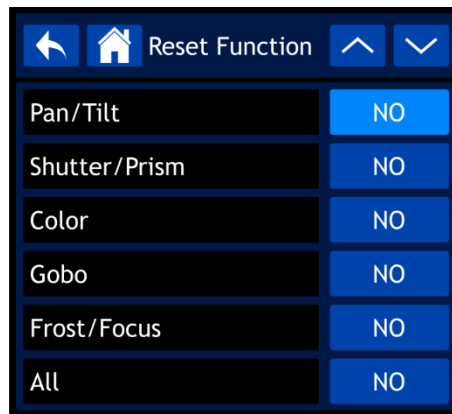 Reset Function
Pan/Tilt NO
Shutter/Prism NO
Color NO
Gobo NO
Frost/Focus NO
All NO